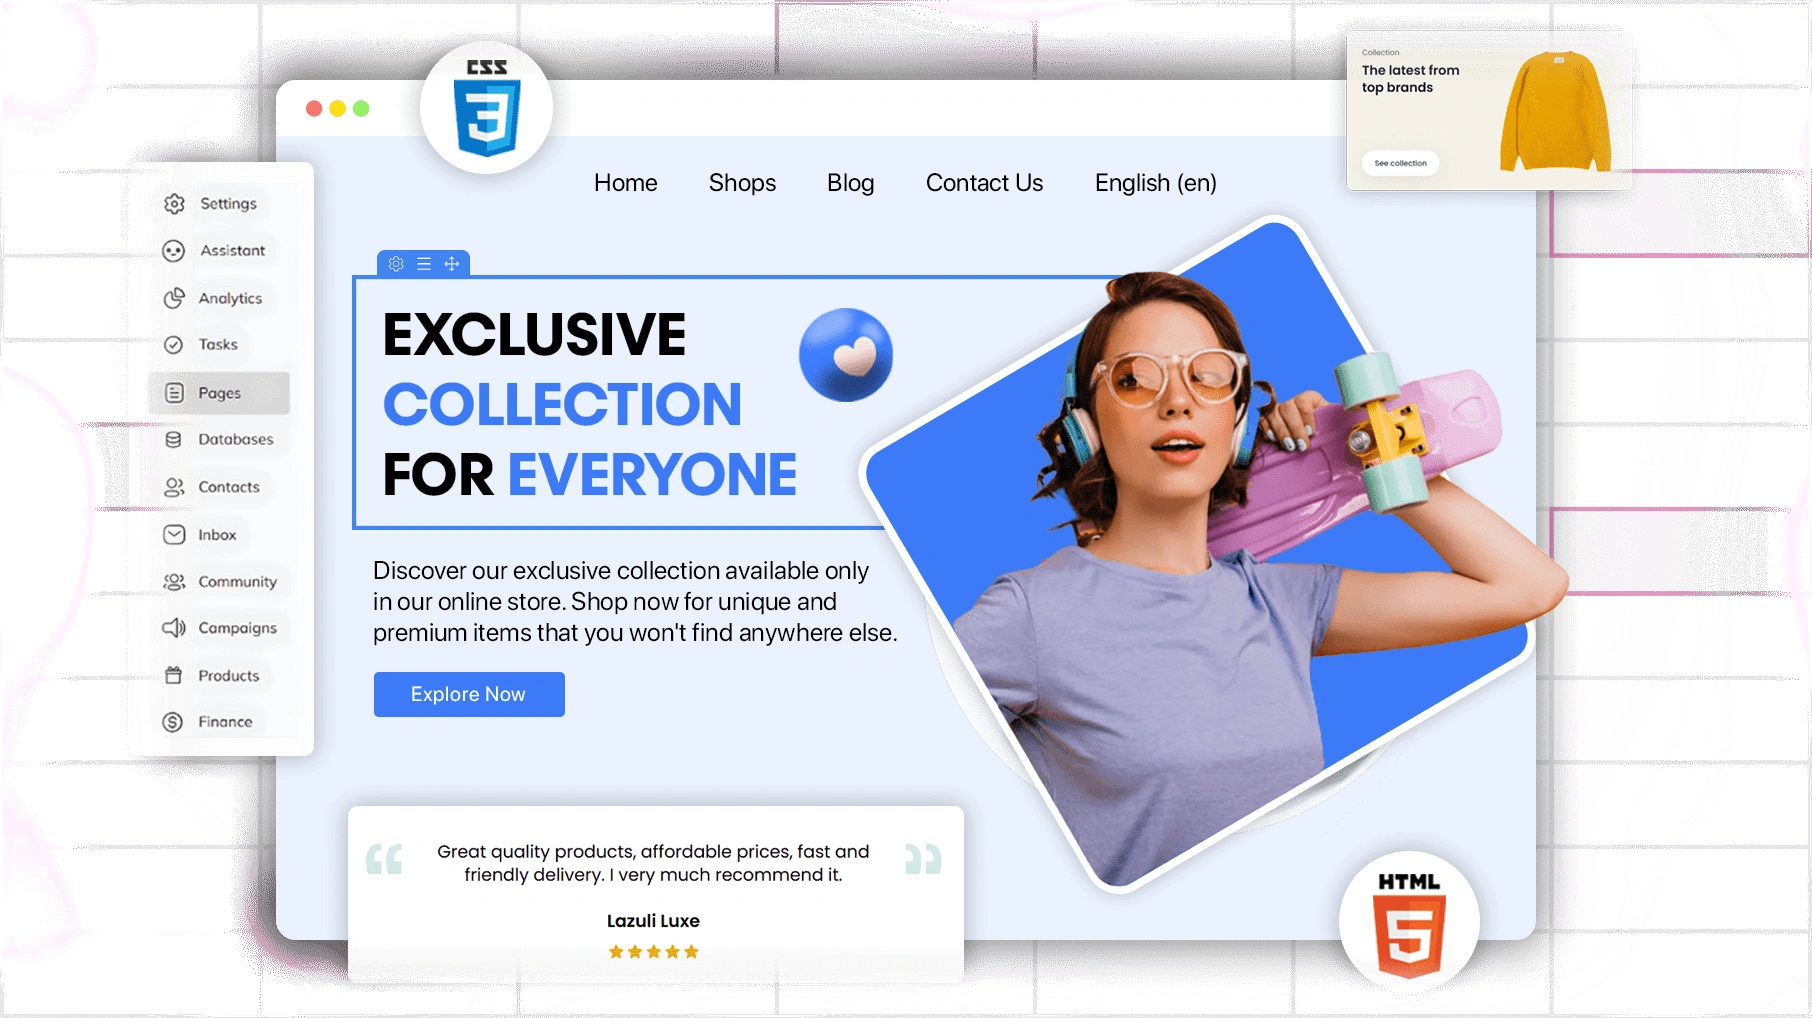 CSS
3
Collection
The latest from
top brands
See collection
Home
Shops
Blog
Contact Us
English (en)
Settings
Assistant
Analytics
Tasks
Pages
Databases
Contacts
Inbox
Community
Campaigns
Products
Finance
EXCLUSIVE
COLLECTION
FOR EVERYONE
Discover our exclusive collection available only
in our online store. Shop now for unique and
premium items that you won't find anywhere else.
Explore Now
“ Great quality products, affordable prices, fast and ”
friendly delivery. I very much recommend it.
Lazuli Luxe
HTML
5